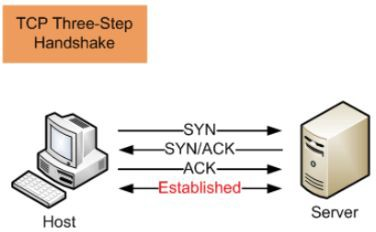 TCP Three-Step
Handshake
SYN
SYN/ACK
ACK
Established
Host
Server